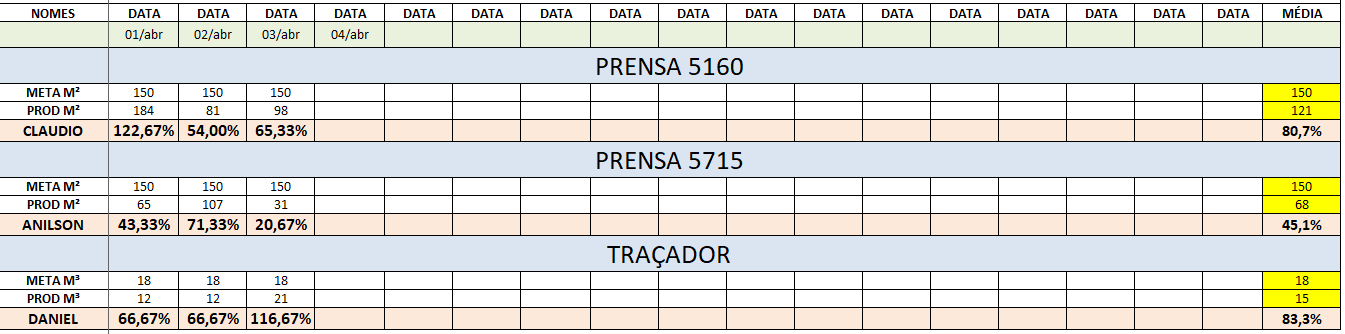 NOMES DATA DATA DATA DATA DATA DATA DATA DATA DATA DATA DATA DATA DATA DATA DATA DATA DATA MÉDIA
01/abr 02/abr 03/abr 04/abr
PRENSA 5160
META M² 150 150 150 150
PROD M² 184 81 98 121
CLAUDIO 122,67% 54,00% 65,33% 80,7%
PRENSA 5715
META M² 150 150 150 150
PROD M² 65 107 31 68
ANILSON 43,33% 71,33% 20,67% 45,1%
TRAÇADOR
META M³ 18 18 18 18
PROD M³ 12 12 21 15
DANIEL 66,67% 66,67% 116,67% 83,3%